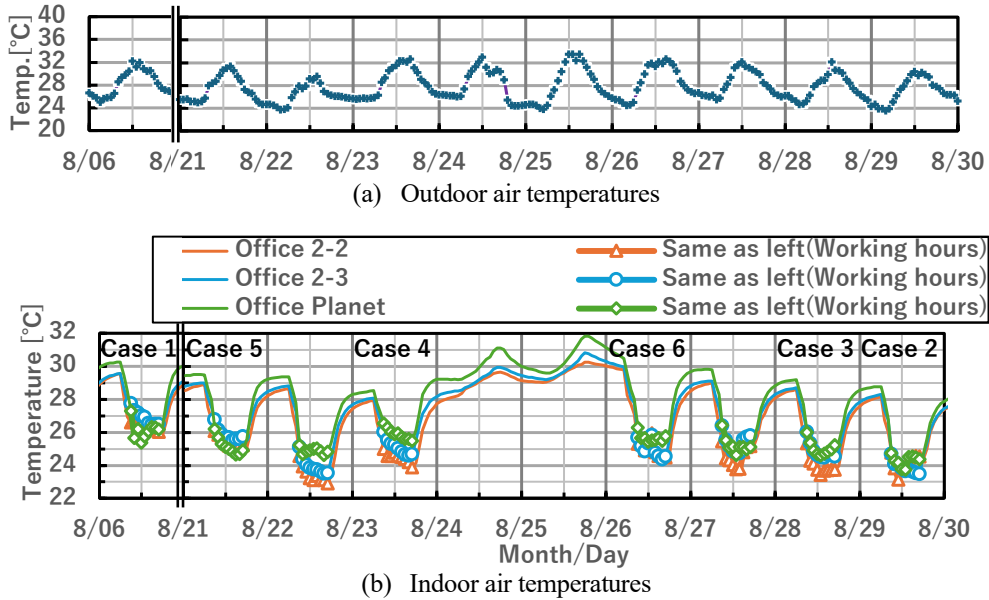 Temp.[°C]
40
36
32
28
24
20
8/06 8/21 8/22 8/23 8/24 8/25 8/26 8/27 8/28 8/29 8/30
(a) Outdoor air temperatures
Office 2-2 Same as left(Working hours)
Office 2-3 Same as left(Working hours)
Office Planet Same as left(Working hours)
Temperature [°C]
32
30
28
26
24
22
Case 1 Case 5 Case 4 Case 6 Case 3 Case 2
8/06 8/21 8/22 8/23 8/24 8/25 8/26 8/27 8/28 8/29 8/30
Month/Day
(b) Indoor air temperatures